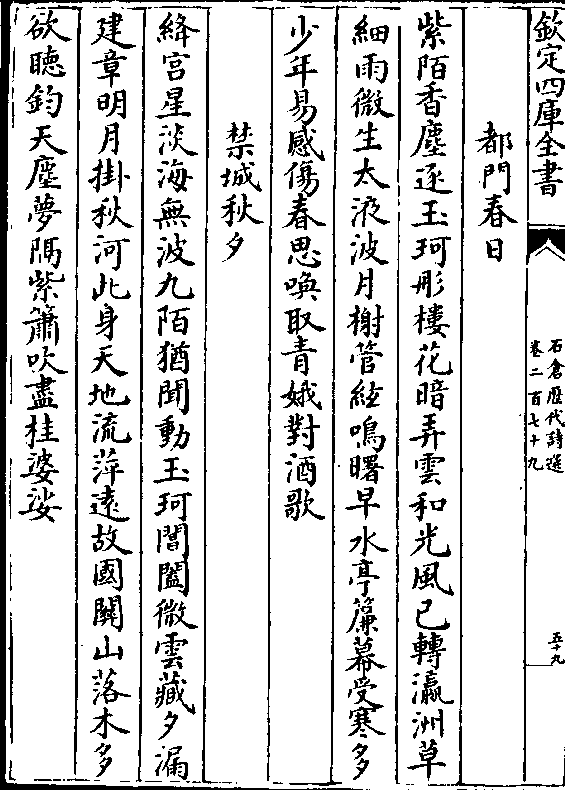 欽定四庫全書
石倉歷代詩選
卷二百七十九
五十九
都門春日
紫陌香塵逐玉珂彤樓花暗弄雲和光風已轉瀛洲草
細雨微生太液波月榭管絃鳴曙早水亭簾幕受寒多
少年易感傷春思喚取青娥對酒歌
禁城秋夕
絳宫星淡海無波九陌猶聞動玉珂閶闔微雲藏夕漏
建章明月掛秋河此身天地流萍逺故國闗山落木多
欲聽鈞天塵夢隔紫簫吹盡桂婆娑